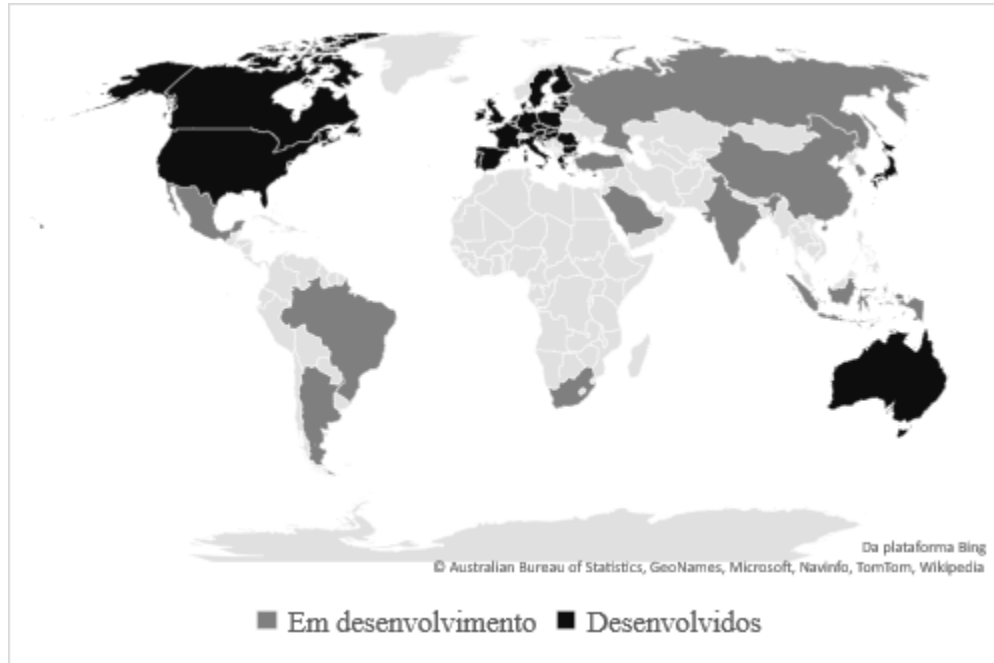 Da plataforma Bing
© Australian Bureau of Statistics, GeoNames, Microsoft, Navinfo, TomTom, Wikipedia
Em desenvolvimento Desenvolvidos